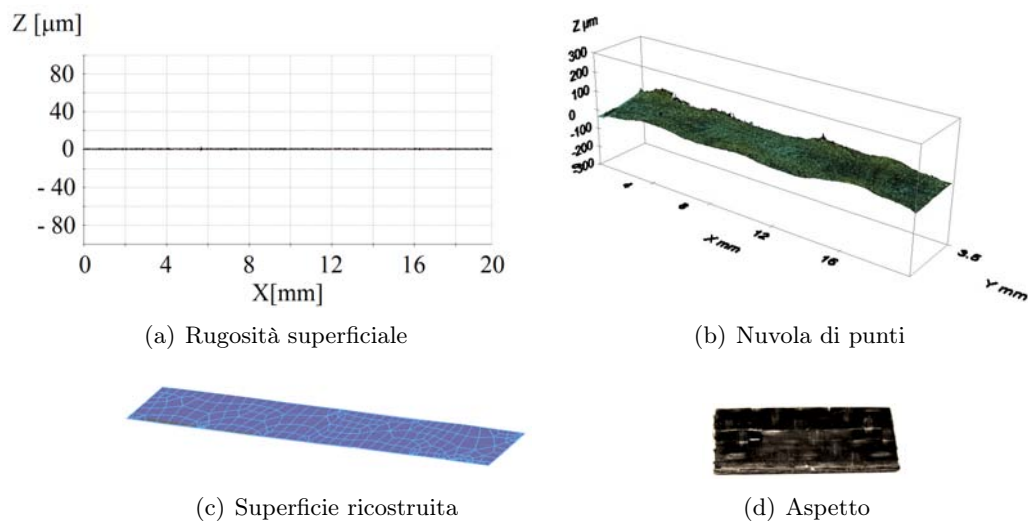 Z [μm]
80
40
0
- 40
- 80
0 4 8 12 16 20
X[mm]
(a) Rugosità superficiale
Z μm
300
200
100
0
-100
-200
-300
4 8 12 16
X mm
3.5
Y mm
(b) Nuvola di punti
(c) Superficie ricostruita
(d) Aspetto